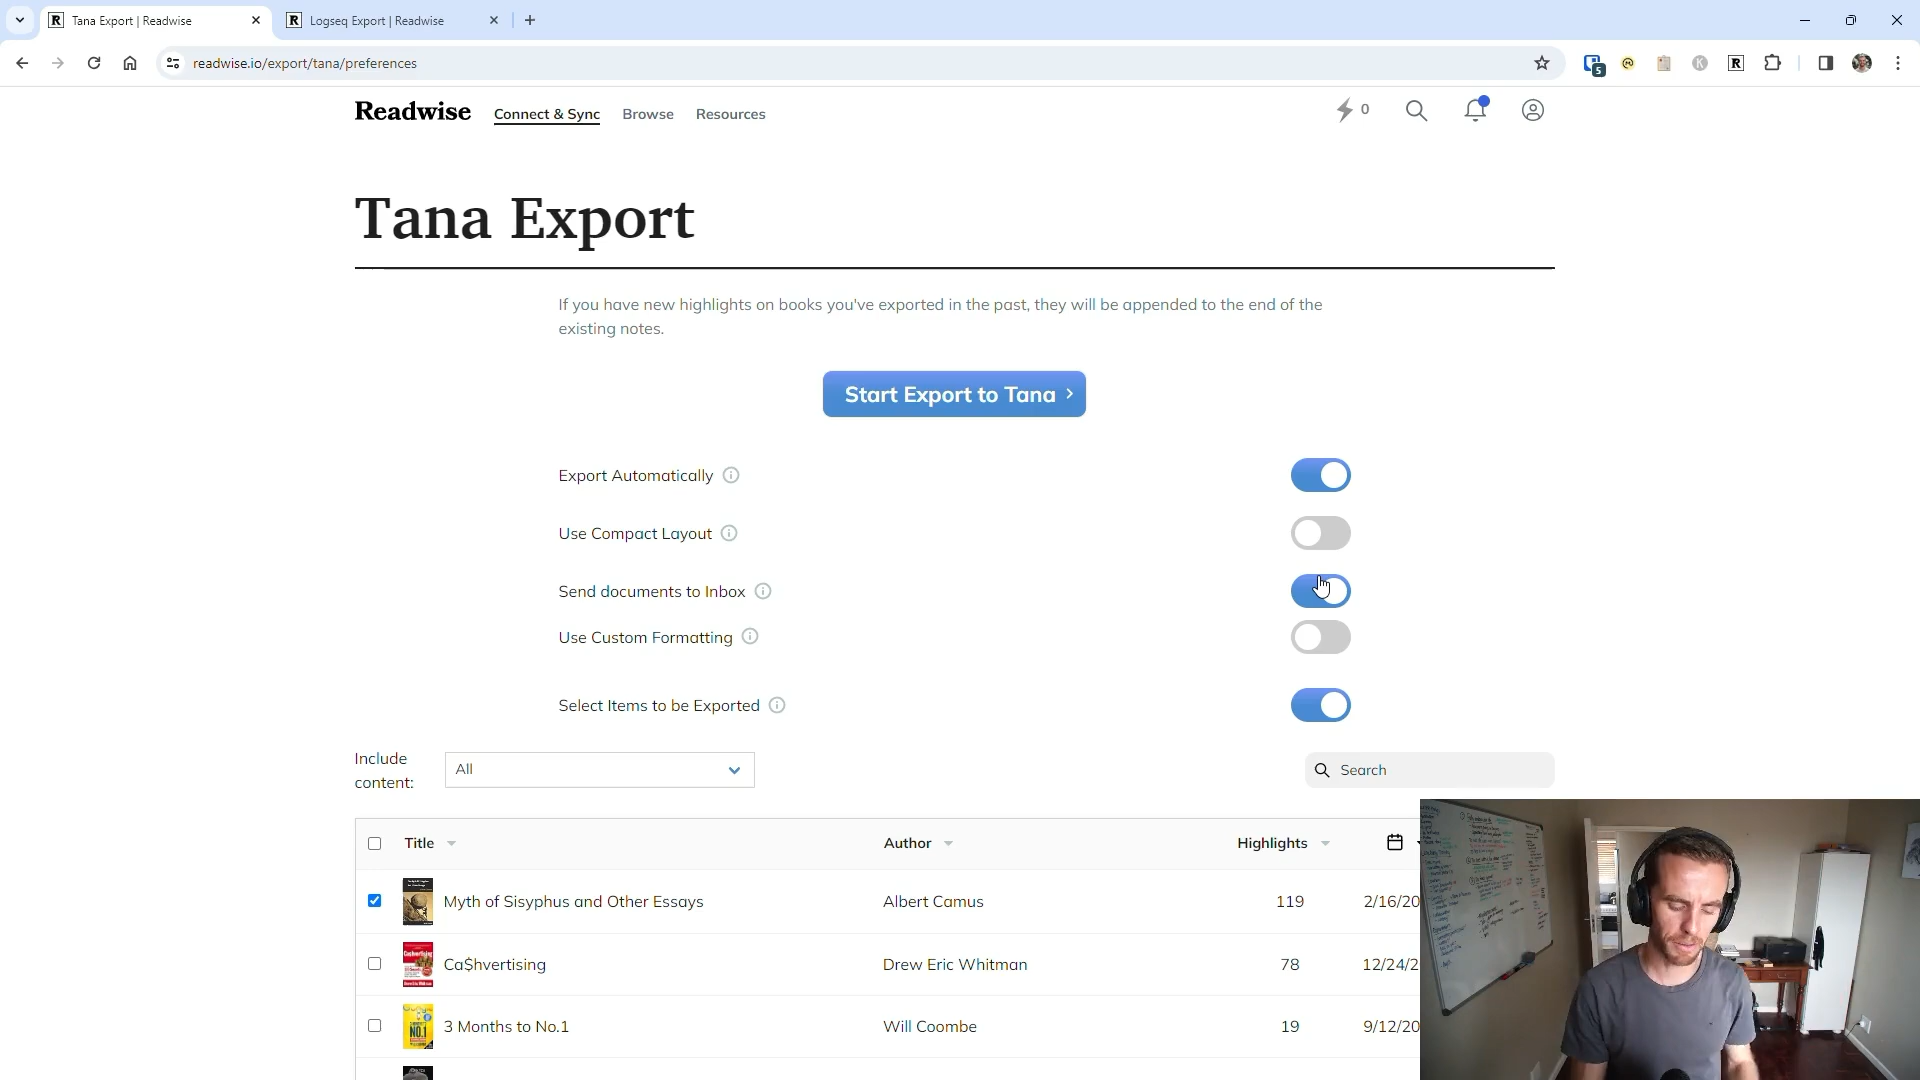 Tana Export | Readwise
Logseq Export | Readwise
readwise.io/export/tana/preferences
5
K
R
Readwise
Connect & Sync
Browse
Resources
0
Tana Export
If you have new highlights on books you've exported in the past, they will be appended to the end of the
existing notes.
Start Export to Tana
Export Automatically
Use Compact Layout
Send documents to Inbox
Use Custom Formatting
Select Items to be Exported
Include
content:
All
Search
Title
Author
Highlights
Myth of Sisyphus and Other Essays
Albert Camus
119
2/16/20
Ca$hvertising
Drew Eric Whitman
78
12/24/2
3 Months to No.1
Will Coombe
19
9/12/20